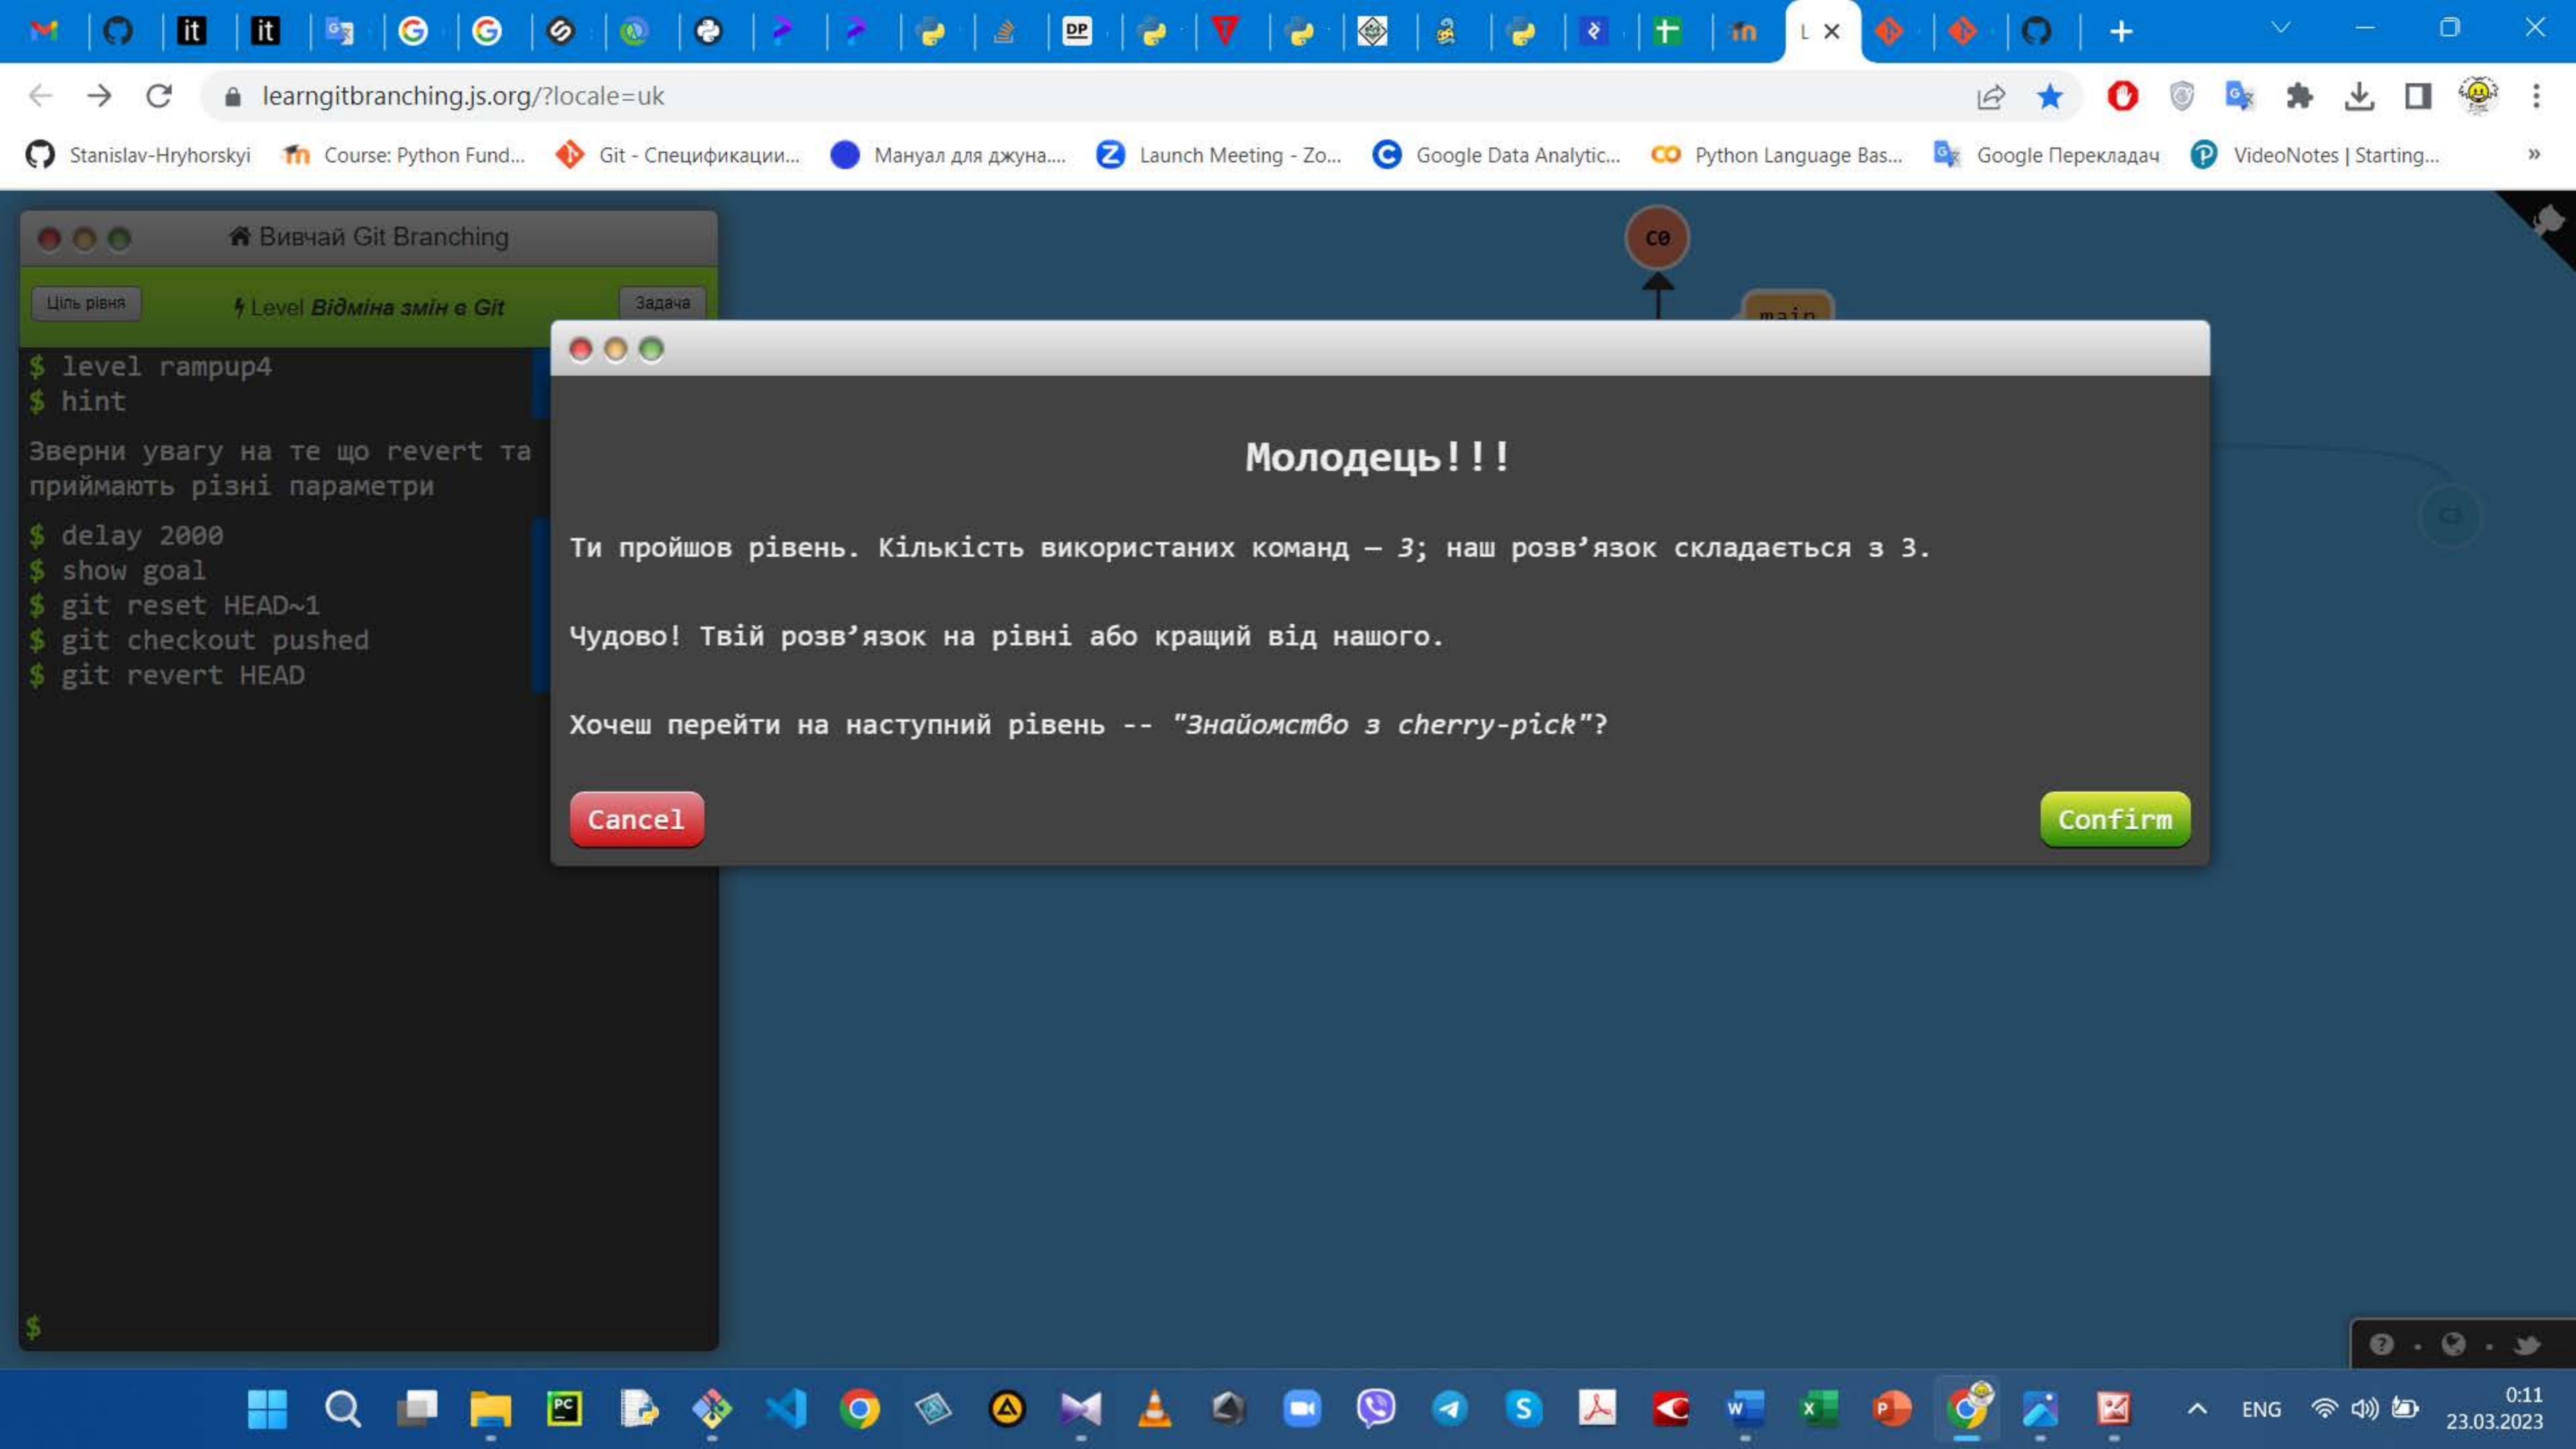 it
it
DP
L
learngitbranching.js.org/?locale=uk
Stanislav-Hryhorskyi
Course: Python Fund...
Git - Спецификации...
Мануал для джуна....
Launch Meeting - Zo...
Google Data Analytic...
Python Language Bas...
Google Перекладач
VideoNotes | Starting...
»
Вивчай Git Branching
Ціль рівня
Level Відміна змін в Git
Задача
C0
main
$ level rampup4
$ hint
Зверни увагу на те що revert та
приймають різні параметри
$ delay 2000
$ show goal
$ git reset HEAD~1
$ git checkout pushed
$ git revert HEAD
$
Молодець!!!
Ти пройшов рівень. Кількість використаних команд — 3; наш розв’язок складається з 3.
Чудово! Твій розв’язок на рівні або кращий від нашого.
Хочеш перейти на наступний рівень -- "Знайомство з cherry-pick"?
Cancel
Confirm
ENG
0:11
23.03.2023